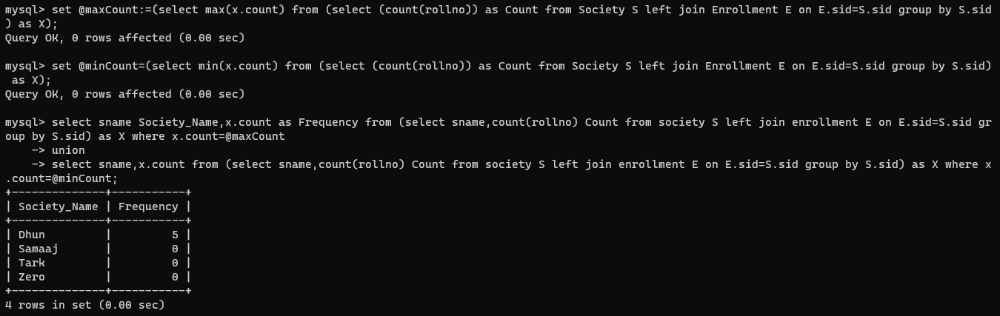 mysql> set @maxCount:=(select max(x.count) from (select (count(rollno)) as Count from Society S left join Enrollment E on E.sid=S.sid group by S.sid
) as X);
Query OK, 0 rows affected (0.00 sec)
mysql> set @minCount=(select min(x.count) from (select (count(rollno)) as Count from Society S left join Enrollment E on E.sid=S.sid group by S.sid)
 as X);
Query OK, 0 rows affected (0.00 sec)
mysql> select sname Society_Name,x.count as Frequency from (select sname,count(rollno) Count from society S left join enrollment E on E.sid=S.sid gr
oup by S.sid) as X where x.count=@maxCount
    -> union
    -> select sname,x.count from (select sname,count(rollno) Count from society S left join enrollment E on E.sid=S.sid group by S.sid) as X where x
.count=@minCount;
+--------------+-----------+
| Society_Name | Frequency |
+--------------+-----------+
| Dhun         |         5 |
| Samaaj       |         0 |
| Tark         |         0 |
| Zero         |         0 |
+--------------+-----------+
4 rows in set (0.00 sec)